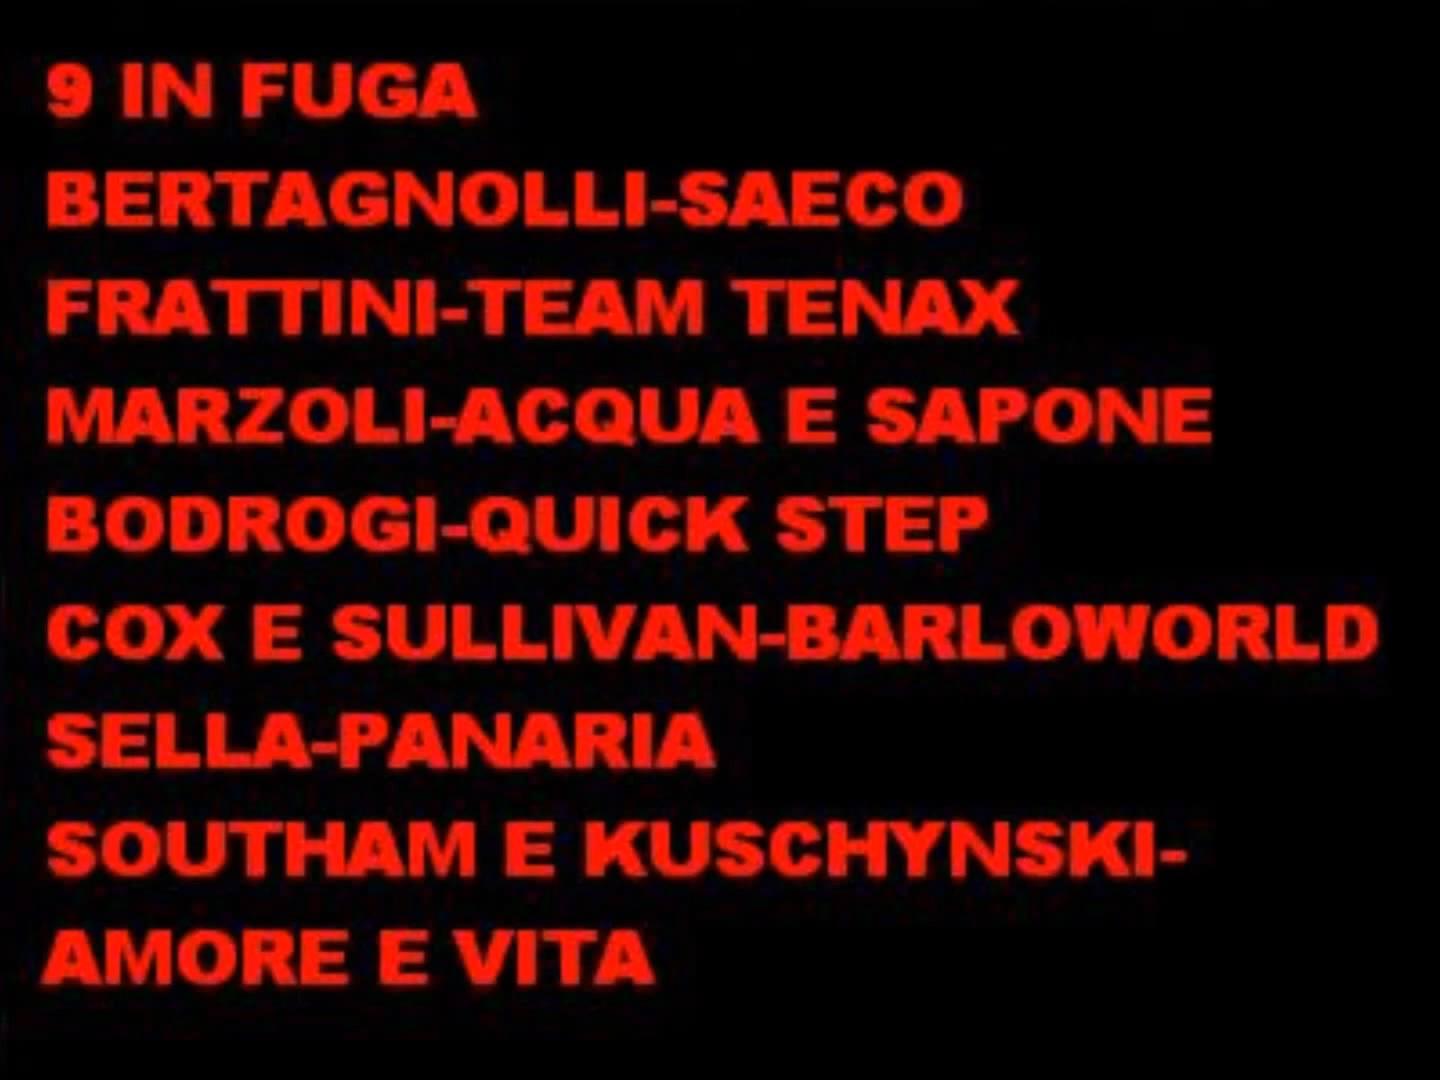 9 IN FUGA
BERTAGNOLLI-SAECO
FRATTINI-TEAM TENAX
MARZOLI-ACQUA E SAPONE
BODROGI-QUICK STEP
COX E SULLIVAN-BARLOWORLD
SELLA-PANARIA
SOUTHAM E KUSCHYNSKI-
AMORE E VITA